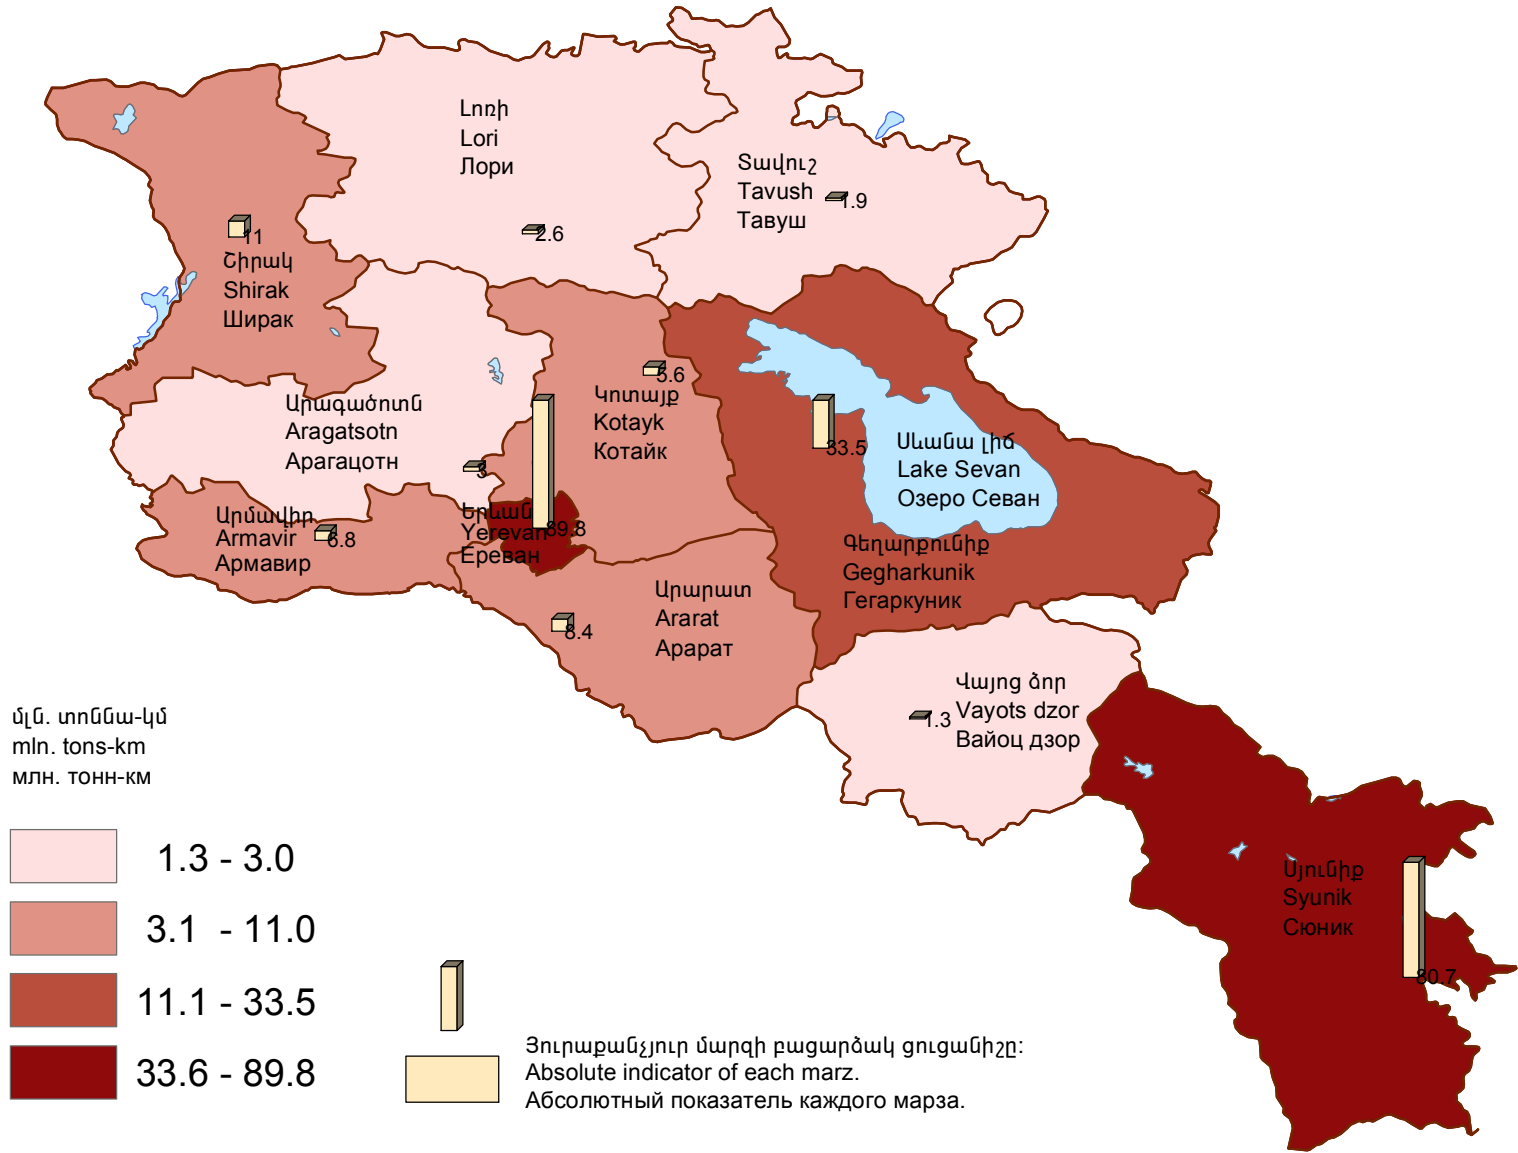 Լոռի
Lori
Лори
2.6
Տավուշ
Tavush
Тавуш
1.9
11
Շիրակ
Shirak
Ширак
5.6
Կոտայք
Kotayk
Котайк
Արագածոտն
Aragatsotn
Арагацотн
3
33.5
Սևանա լիճ
Lake Sevan
Озеро Севан
Արմավիր
Armavir
Армавир
6.8
Երևան
Yerevan
Ереван
89.8
Գեղարքունիք
Gegharkunik
Гегаркуник
Արարատ
Ararat
Арарат
8.4
Վայոց ձոր
Vayots dzor
Вайоц дзор
1.3
Սյունիք
Syunik
Сюник
80.7
մլն. տոննա-կմ
mln. tons-km
млн. тонн-км
1.3 - 3.0
3.1 - 11.0
11.1 - 33.5
33.6 - 89.8
Յուրաքանչյուր մարզի բացարձակ ցուցանիշը:
Absolute indicator of each marz.
Абсолютный показатель каждого марза.